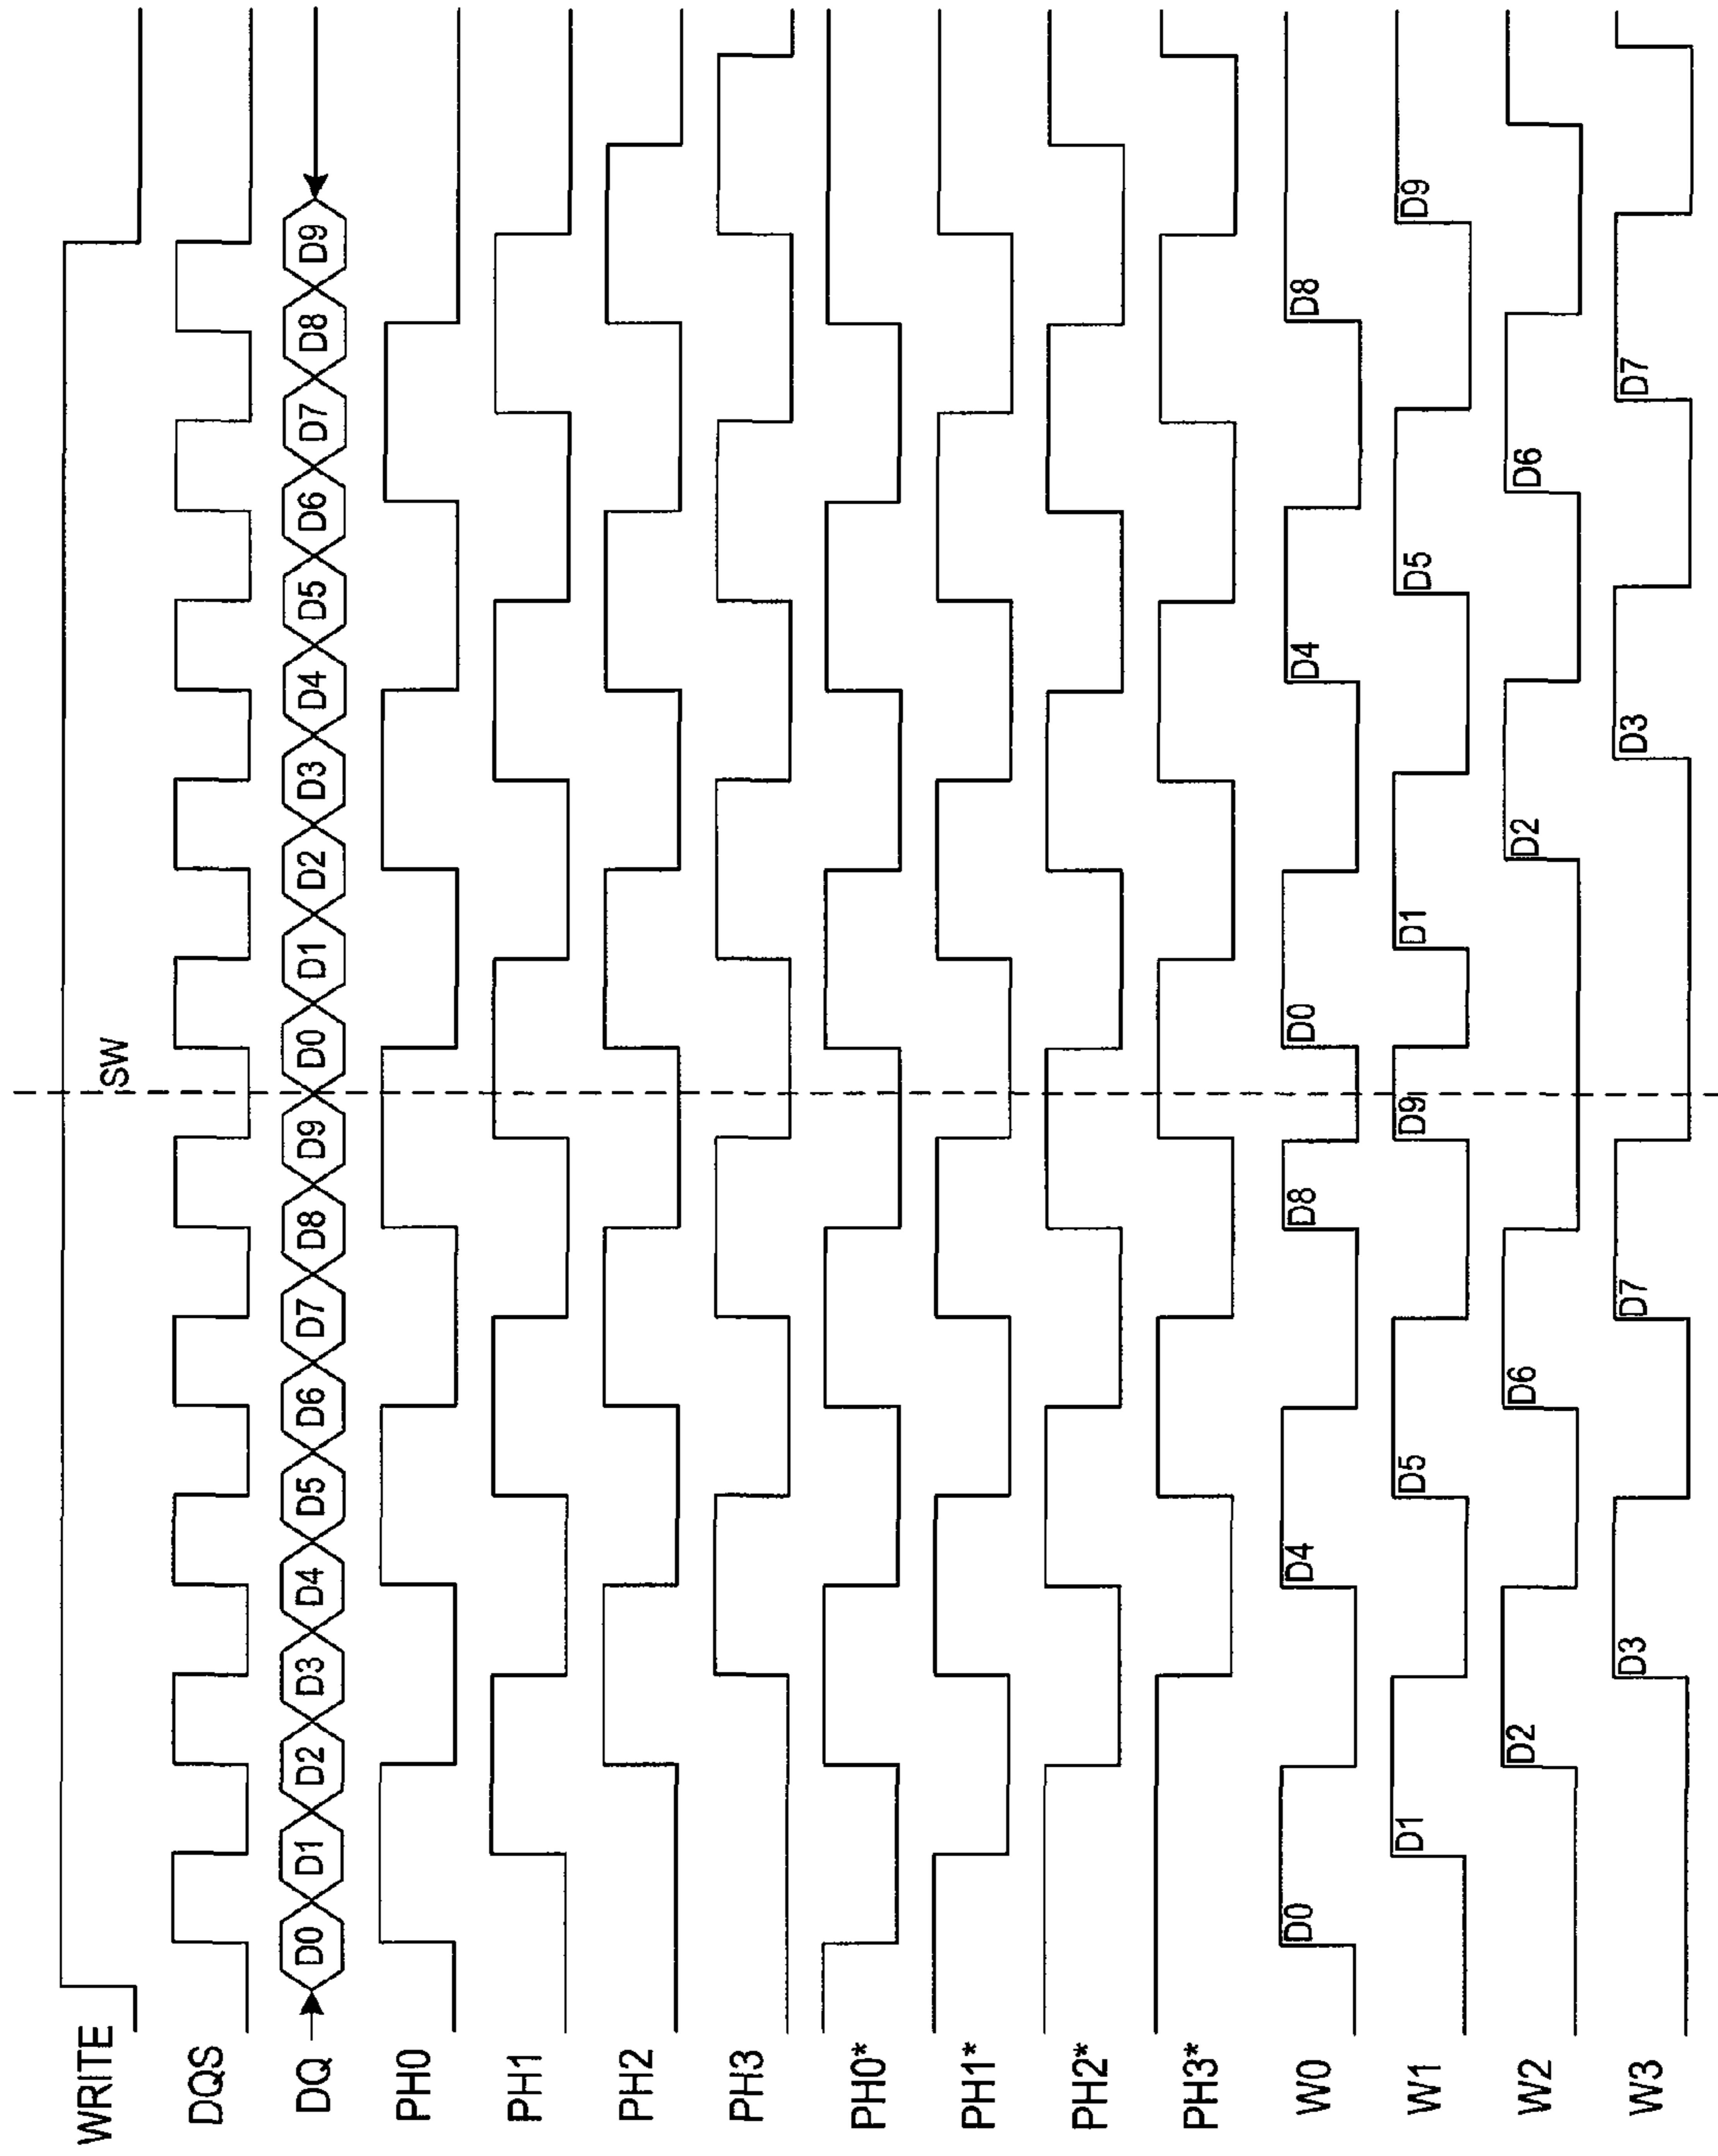 WRITE SW
DQS
DQ D0 D1 D2 D3 D4 D5 D6 D7 D8 D9 D0 D1 D2 D3 D4 D5 D6 D7 D8 D9
PH0
PH1
PH2
PH3
PH0*
PH1*
PH2*
PH3*
W0 D0 D4 D8 D0 D4 D8
W1 D1 D5 D9 D1 D5 D9
W2 D2 D6 D2 D6
W3 D3 D7 D3 D7